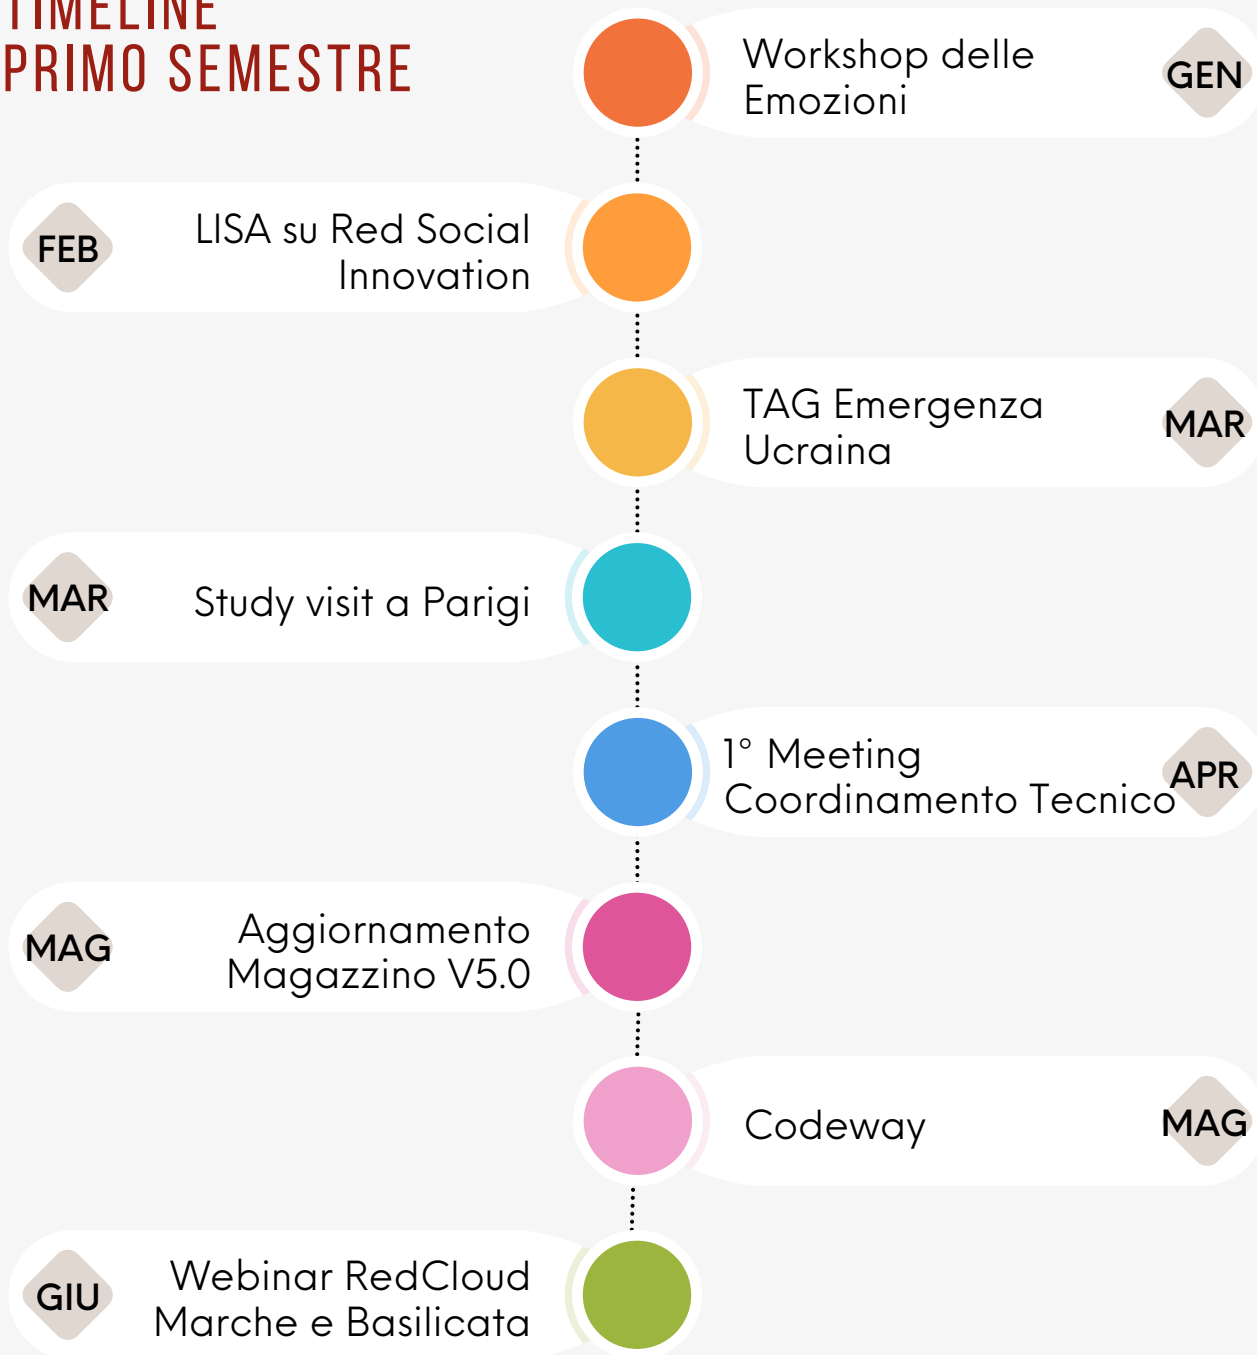 TIMELINE
PRIMO SEMESTRE
Workshop delle
Emozioni
GEN
FEB
LISA su Red Social
Innovation
TAG Emergenza
Ucraina
MAR
MAR
Study visit a Parigi
1° Meeting
Coordinamento Tecnico
APR
MAG
Aggiornamento
Magazzino V5.0
Codeway
MAG
GIU
Webinar RedCloud
Marche e Basilicata